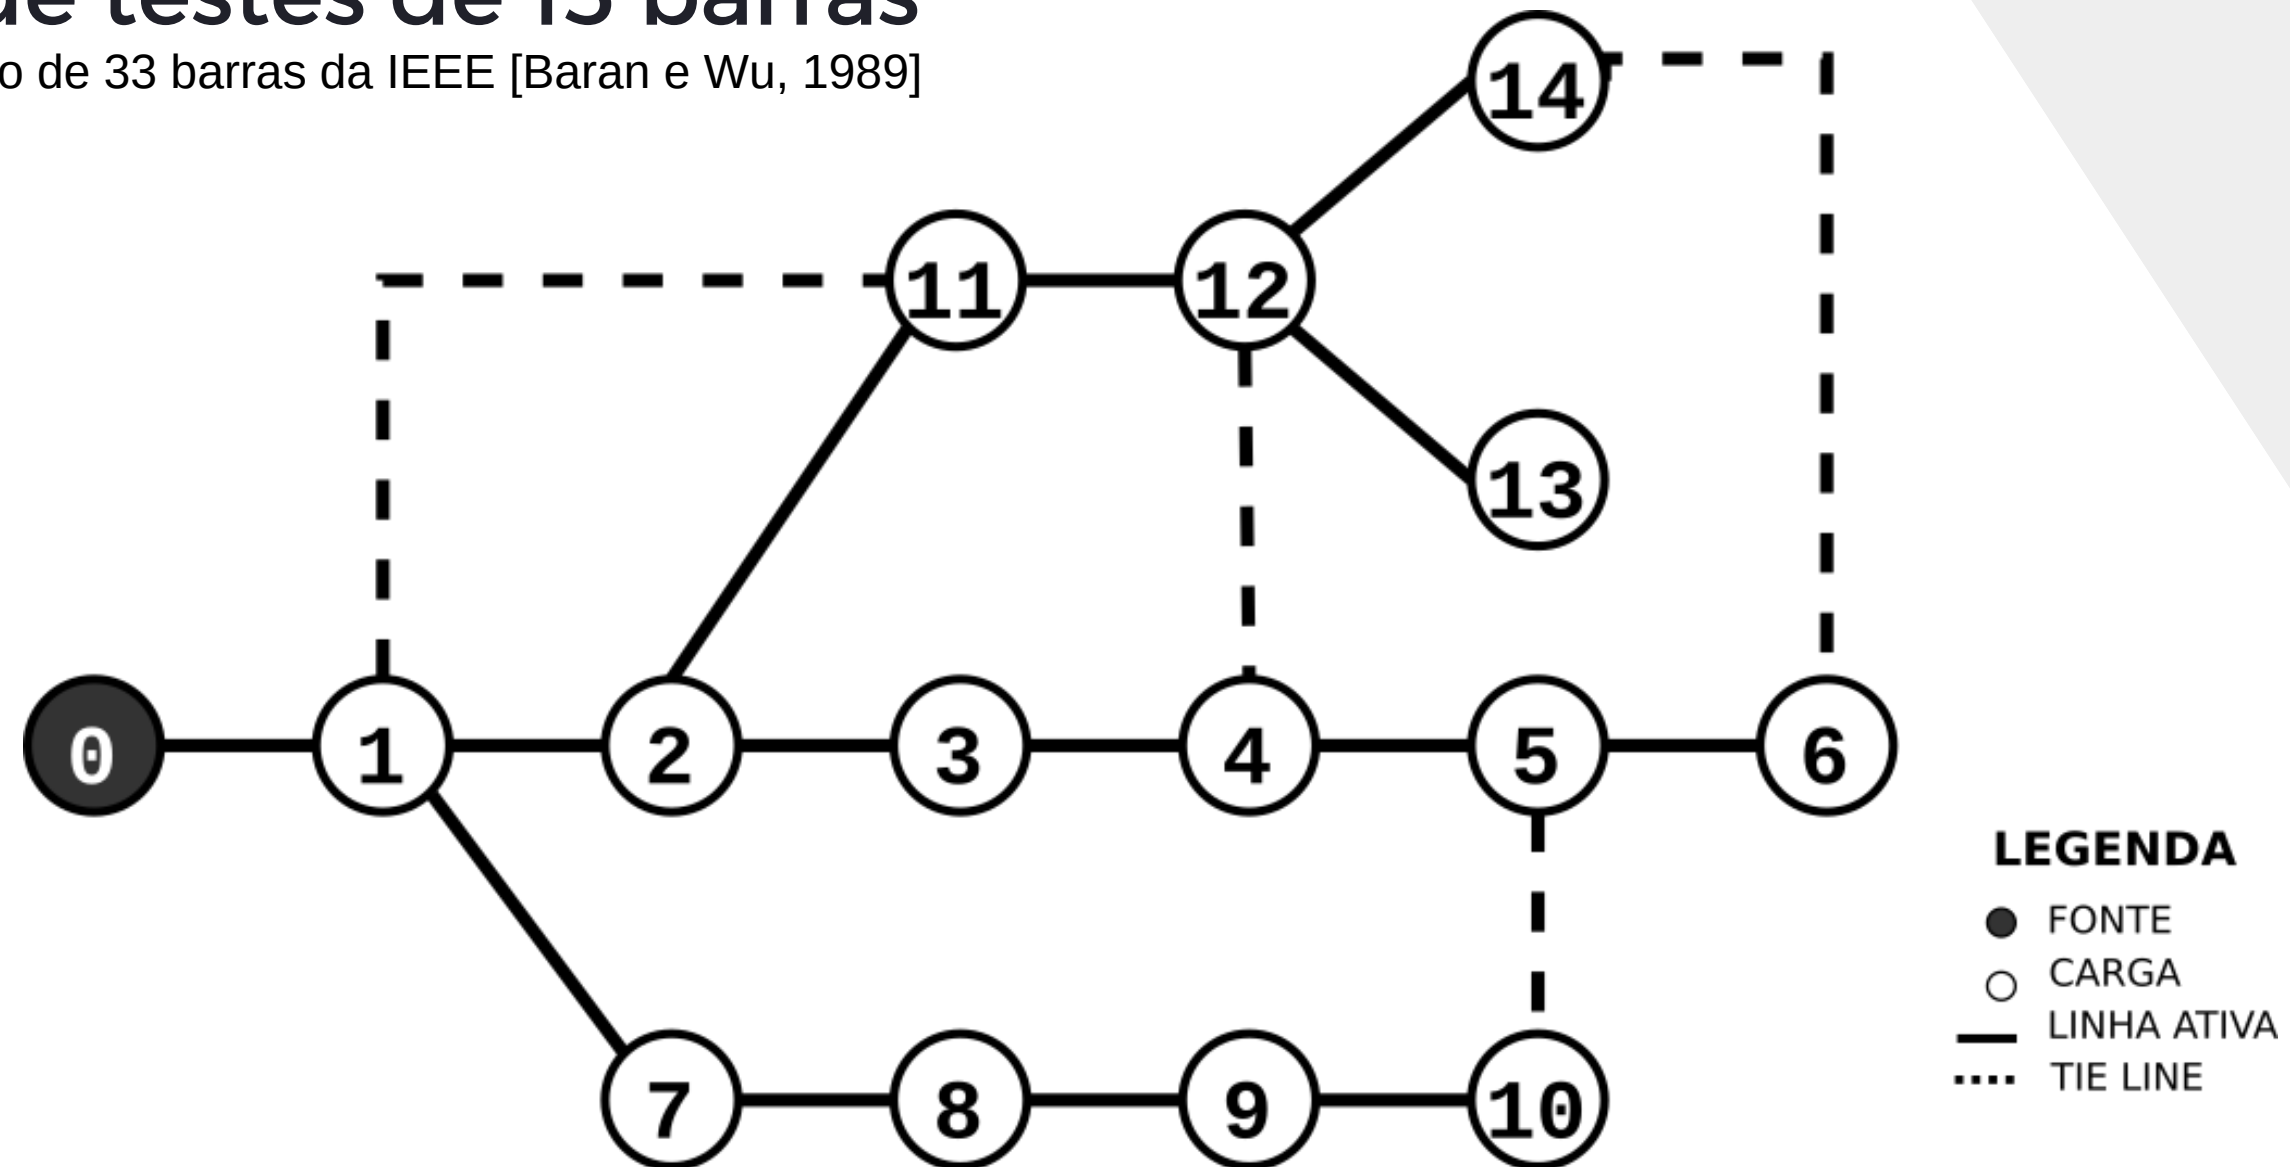 de testes de 15 barras
o de 33 barras da IEEE [Baran e Wu, 1989]
14
11
12
13
0
1
2
3
4
5
6
7
8
9
10
LEGENDA
FONTE
CARGA
LINHA ATIVA
TIE LINE